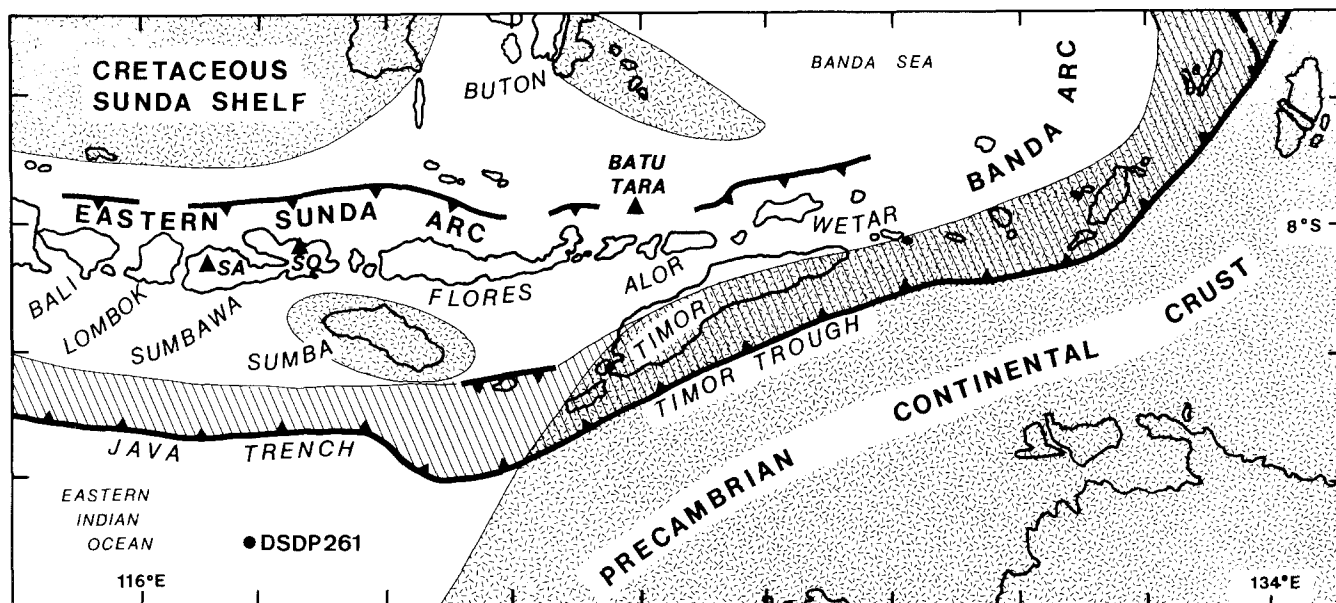 CRETACEOUS
SUNDA SHELF
BUTON
BANDA SEA
BANDA ARC
BATU
TARA
EASTERN SUNDA ARC
WETAR
8°S
SA
SO
BALI
LOMBOK
SUMBAWA
FLORES
ALOR
SUMBA
TIMOR
TIMOR TROUGH
JAVA TRENCH
PRECAMBRIAN CONTINENTAL CRUST
EASTERN
INDIAN
OCEAN
DSDP261
116°E
134°E